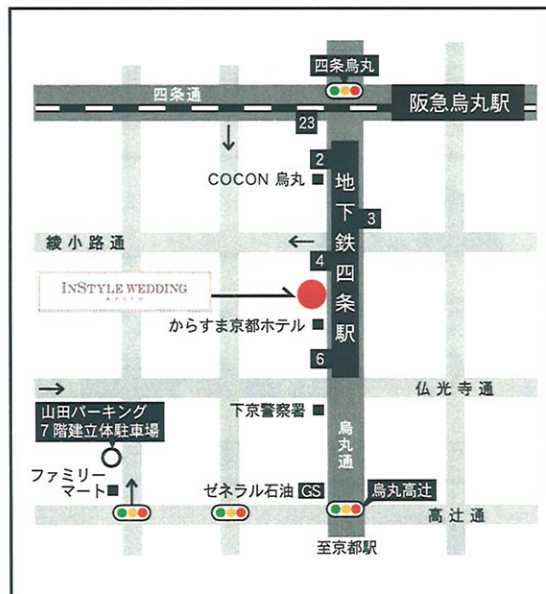 四条烏丸
四条通
阪急烏丸駅
23
2
COCON 烏丸
地下鉄四条駅
3
綾小路通
4
INSTYLE WEDDING
KYOTO
からすま京都ホテル
6
仏光寺通
山田パーキング
7階建立体駐車場
下京警察署
烏丸通
ファミリー
マート
ゼネラル石油 GS
烏丸高辻
高辻通
至京都駅